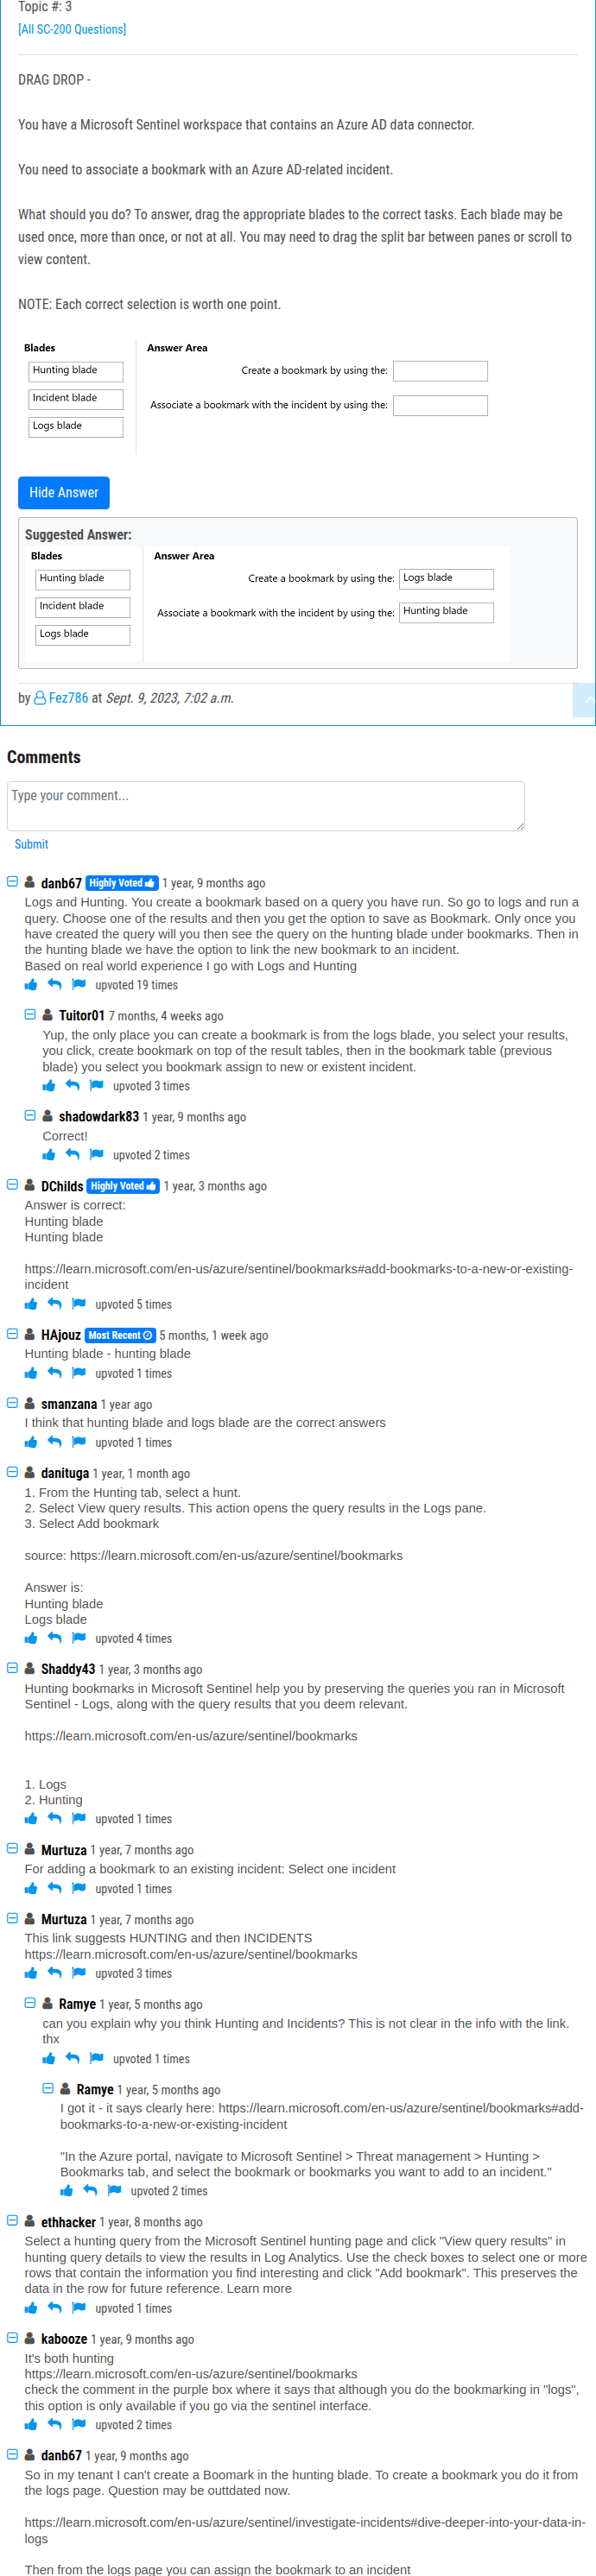 Topic #: 3
[All SC-200 Questions]
DRAG DROP -
You have a Microsoft Sentinel workspace that contains an Azure AD data connector.
You need to associate a bookmark with an Azure AD-related incident.
What should you do? To answer, drag the appropriate blades to the correct tasks. Each blade may be
used once, more than once, or not at all. You may need to drag the split bar between panes or scroll to
view content.
NOTE: Each correct selection is worth one point.
Blades
Answer Area
Hunting blade
Create a bookmark by using the:
Incident blade
Associate a bookmark with the incident by using the:
Logs blade
Hide Answer
Suggested Answer:
Blades
Answer Area
Hunting blade
Create a bookmark by using the: Logs blade
Incident blade
Associate a bookmark with the incident by using the: Hunting blade
Logs blade
by Fez786 at Sept. 9, 2023, 7:02 a.m.
Comments
Type your comment...
Submit
danb67 Highly Voted 1 year, 9 months ago
Logs and Hunting. You create a bookmark based on a query you have run. So go to logs and run a
query. Choose one of the results and then you get the option to save as Bookmark. Only once you
have created the query will you then see the query on the hunting blade under bookmarks. Then in
the hunting blade we have the option to link the new bookmark to an incident.
Based on real world experience I go with Logs and Hunting
upvoted 19 times
Tuitor01 7 months, 4 weeks ago
Yup, the only place you can create a bookmark is from the logs blade, you select your results,
you click, create bookmark on top of the result tables, then in the bookmark table (previous
blade) you select you bookmark assign to new or existent incident.
upvoted 3 times
shadowdark83 1 year, 9 months ago
Correct!
upvoted 2 times
DChilds Highly Voted 1 year, 3 months ago
Answer is correct:
Hunting blade
Hunting blade
https://learn.microsoft.com/en-us/azure/sentinel/bookmarks#add-bookmarks-to-a-new-or-existing-
incident
upvoted 5 times
HAjouz Most Recent 5 months, 1 week ago
Hunting blade - hunting blade
upvoted 1 times
smanzana 1 year ago
I think that hunting blade and logs blade are the correct answers
upvoted 1 times
danituga 1 year, 1 month ago
1. From the Hunting tab, select a hunt.
2. Select View query results. This action opens the query results in the Logs pane.
3. Select Add bookmark
source: https://learn.microsoft.com/en-us/azure/sentinel/bookmarks
Answer is:
Hunting blade
Logs blade
upvoted 4 times
Shaddy43 1 year, 3 months ago
Hunting bookmarks in Microsoft Sentinel help you by preserving the queries you ran in Microsoft
Sentinel - Logs, along with the query results that you deem relevant.
https://learn.microsoft.com/en-us/azure/sentinel/bookmarks
1. Logs
2. Hunting
upvoted 1 times
Murtuza 1 year, 7 months ago
For adding a bookmark to an existing incident: Select one incident
upvoted 1 times
Murtuza 1 year, 7 months ago
This link suggests HUNTING and then INCIDENTS
https://learn.microsoft.com/en-us/azure/sentinel/bookmarks
upvoted 3 times
Ramye 1 year, 5 months ago
can you explain why you think Hunting and Incidents? This is not clear in the info with the link.
thx
upvoted 1 times
Ramye 1 year, 5 months ago
I got it - it says clearly here: https://learn.microsoft.com/en-us/azure/sentinel/bookmarks#add-
bookmarks-to-a-new-or-existing-incident
"In the Azure portal, navigate to Microsoft Sentinel > Threat management > Hunting >
Bookmarks tab, and select the bookmark or bookmarks you want to add to an incident."
upvoted 2 times
ethhacker 1 year, 8 months ago
Select a hunting query from the Microsoft Sentinel hunting page and click "View query results" in
hunting query details to view the results in Log Analytics. Use the check boxes to select one or more
rows that contain the information you find interesting and click "Add bookmark". This preserves the
data in the row for future reference. Learn more
upvoted 1 times
kabooze 1 year, 9 months ago
It's both hunting
https://learn.microsoft.com/en-us/azure/sentinel/bookmarks
check the comment in the purple box where it says that although you do the bookmarking in "logs",
this option is only available if you go via the sentinel interface.
upvoted 2 times
danb67 1 year, 9 months ago
So in my tenant I can't create a Boomark in the hunting blade. To create a bookmark you do it from
the logs page. Question may be outtdated now.
https://learn.microsoft.com/en-us/azure/sentinel/investigate-incidents#dive-deeper-into-your-data-in-
logs
Then from the logs page you can assign the bookmark to an incident